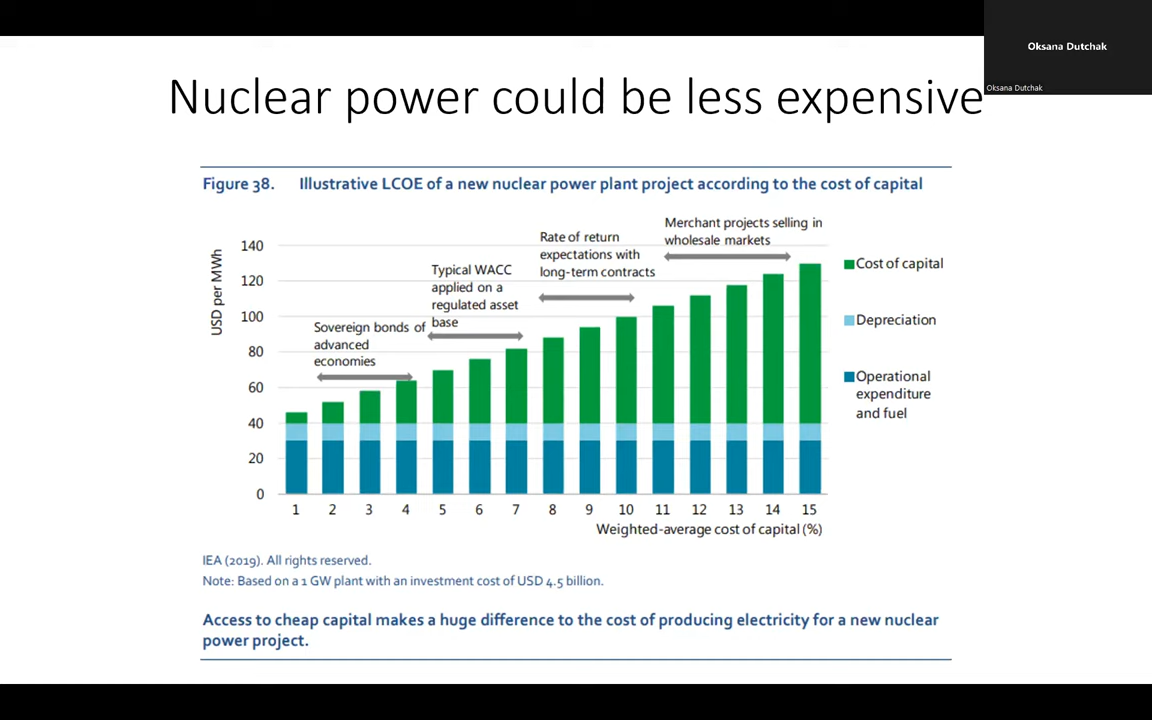 Oksana Dutchak
Oksana Dutchak
Nuclear power could be less expensive
Figure 38. Illustrative LCOE of a new nuclear power plant project according to the cost of capital
USD per MWh
140
120
100
80
60
40
20
0
Sovereign bonds of
advanced
economies
Typical WACC
applied on a
regulated asset
base
Rate of return
expectations with
long-term contracts
Merchant projects selling in
wholesale markets
Cost of capital
Depreciation
Operational
expenditure
and fuel
1 2 3 4 5 6 7 8 9 10 11 12 13 14 15
Weighted-average cost of capital (%)
IEA (2019). All rights reserved.
Note: Based on a 1 GW plant with an investment cost of USD 4.5 billion.
Access to cheap capital makes a huge difference to the cost of producing electricity for a new nuclear
power project.